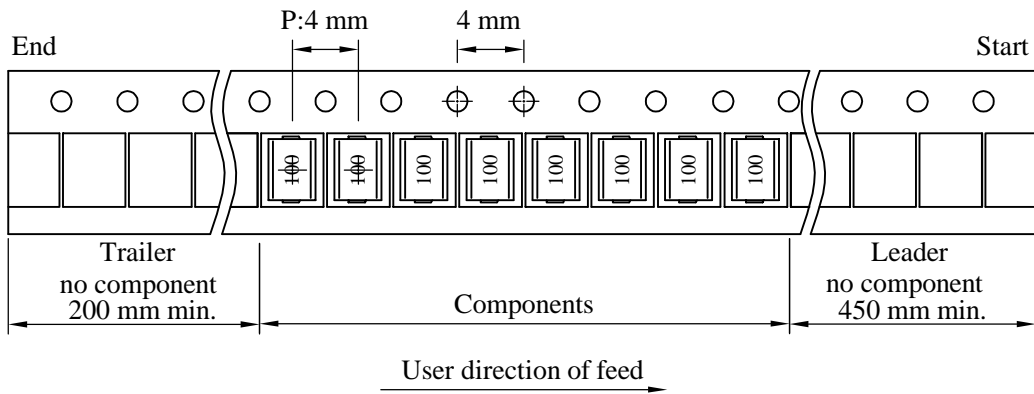 P:4 mm
4 mm
End
Start
100
100
100
100
100
100
100
100
Trailer
no component
200 mm min.
Components
Leader
no component
450 mm min.
User direction of feed